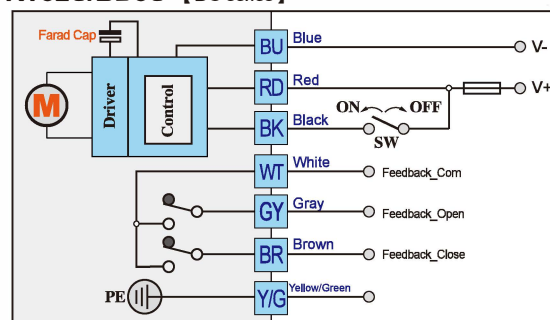 Farad Cap
M
Driver
Control
BU Blue V-
RD Red V+
ON OFF
BK Black
SW
WT White Feedback_Com
GY Gray Feedback_Open
BR Brown Feedback_Close
PE Y/G Yellow/Green